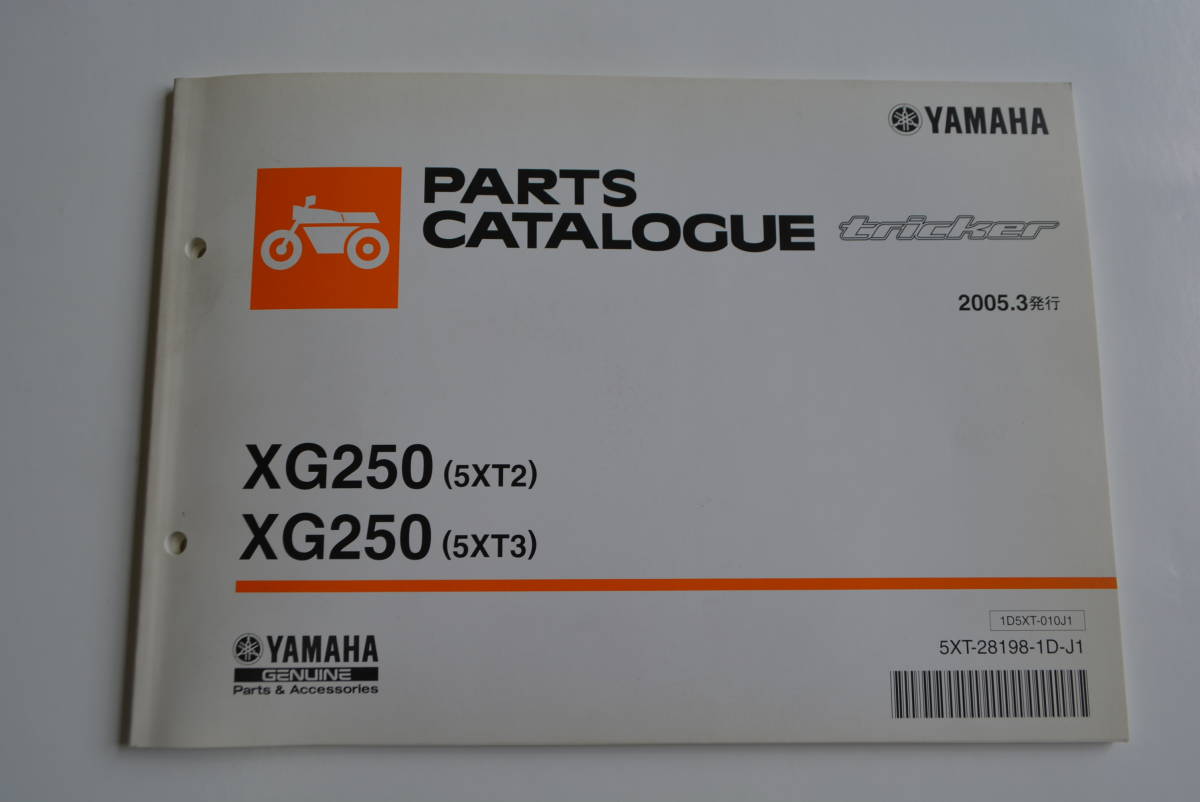 YAMAHA
PARTS
CATALOGUE tricker
2005.3発行
XG250 (5XT2)
XG250 (5XT3)
1D5XT-010J1
5XT-28198-1D-J1
YAMAHA
GENUINE
Parts & Accessories